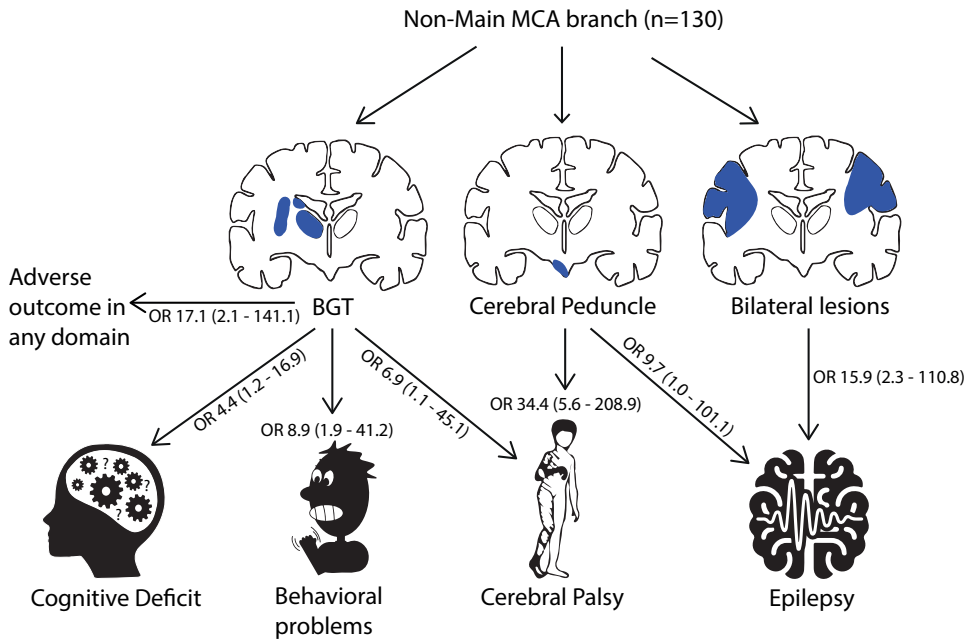 Non-Main MCA branch (n=130)
BGT
Cerebral Peduncle
Bilateral lesions
Adverse
outcome in
any domain
OR 17.1 (2.1 - 141.1)
OR 4.4 (1.2 - 16.9)
OR 8.9 (1.9 - 41.2)
OR 6.9 (1.1 - 45.1)
OR 34.4 (5.6 - 208.9)
OR 9.7 (1.0 - 101.1)
OR 15.9 (2.3 - 110.8)
?
?
?
Cognitive Deficit
Behavioral
problems
Cerebral Palsy
Epilepsy